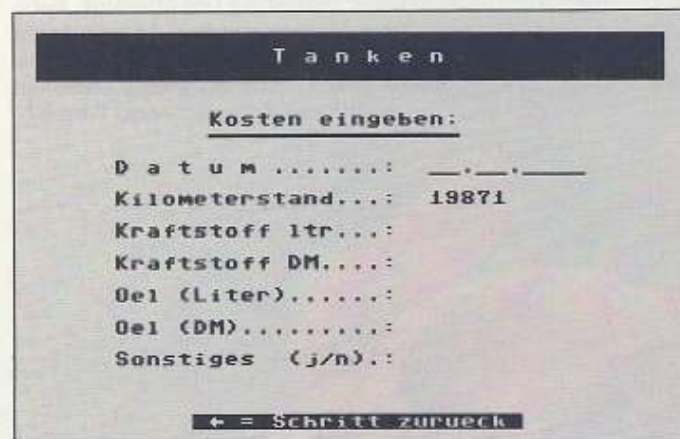 T a n k e n
Kosten eingeben:
D a t u m .......: __.__.____
Kilometerstand...: 19871
Kraftstoff ltr...:
Kraftstoff DM....:
Oel (Liter)......:
Oel (DM).........:
Sonstiges (j/n).:
← = Schritt zurueck